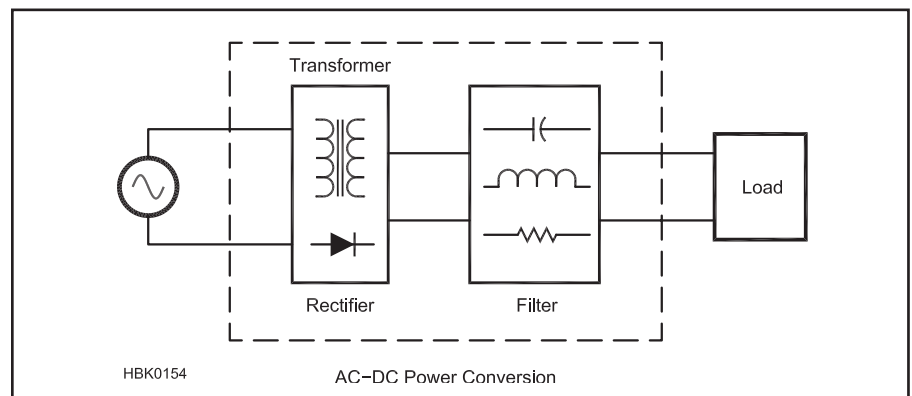 Transformer
Load
Rectifier
Filter
HBK0154
AC−DC Power Conversion